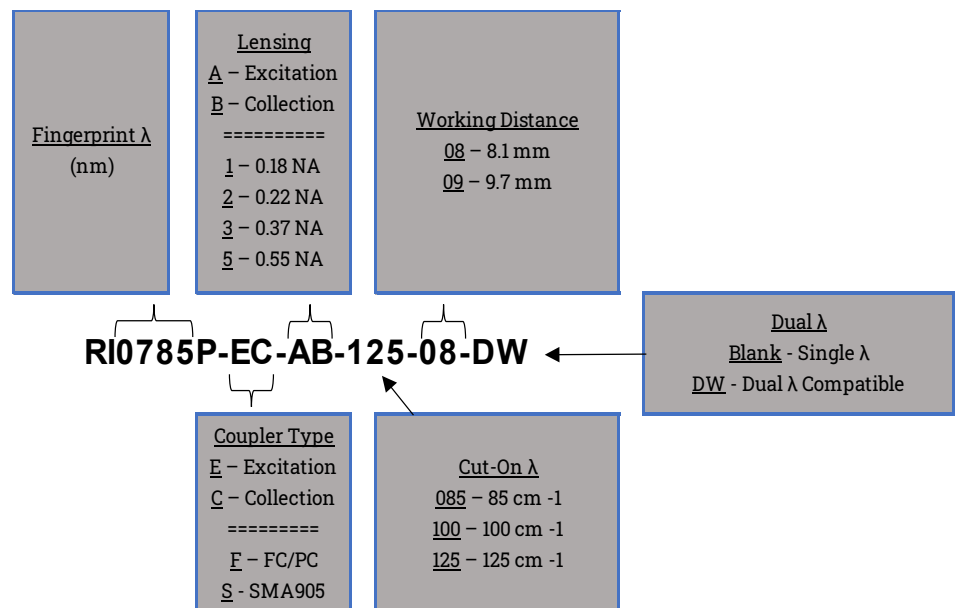 Fingerprint λ
(nm)
Lensing
A – Excitation
B – Collection
==========
1 – 0.18 NA
2 – 0.22 NA
3 – 0.37 NA
5 – 0.55 NA
Working Distance
08 – 8.1 mm
09 – 9.7 mm
RI0785P-EC-AB-125-08-DW
Dual λ
Blank - Single λ
DW - Dual λ Compatible
Coupler Type
E – Excitation
C – Collection
=========
F – FC/PC
S - SMA905
Cut-On λ
085 – 85 cm -1
100 – 100 cm -1
125 – 125 cm -1